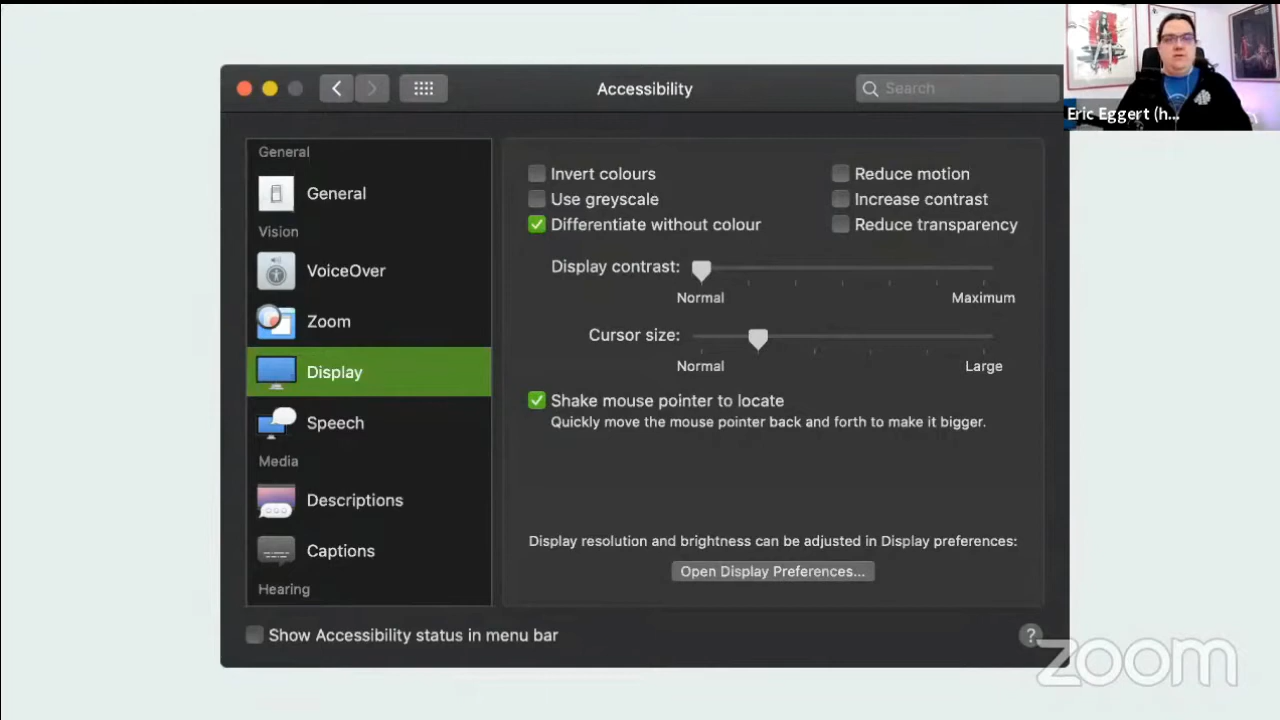 Accessibility
Search
Eric Eggert (h...
General
General
Vision
VoiceOver
Zoom
Display
Speech
Media
Descriptions
Captions
Hearing
Invert colours
Use greyscale
Differentiate without colour
Reduce motion
Increase contrast
Reduce transparency
Display contrast:
Normal
Maximum
Cursor size:
Normal
Large
Shake mouse pointer to locate
Quickly move the mouse pointer back and forth to make it bigger.
Display resolution and brightness can be adjusted in Display preferences:
Open Display Preferences...
Show Accessibility status in menu bar
?
zoom